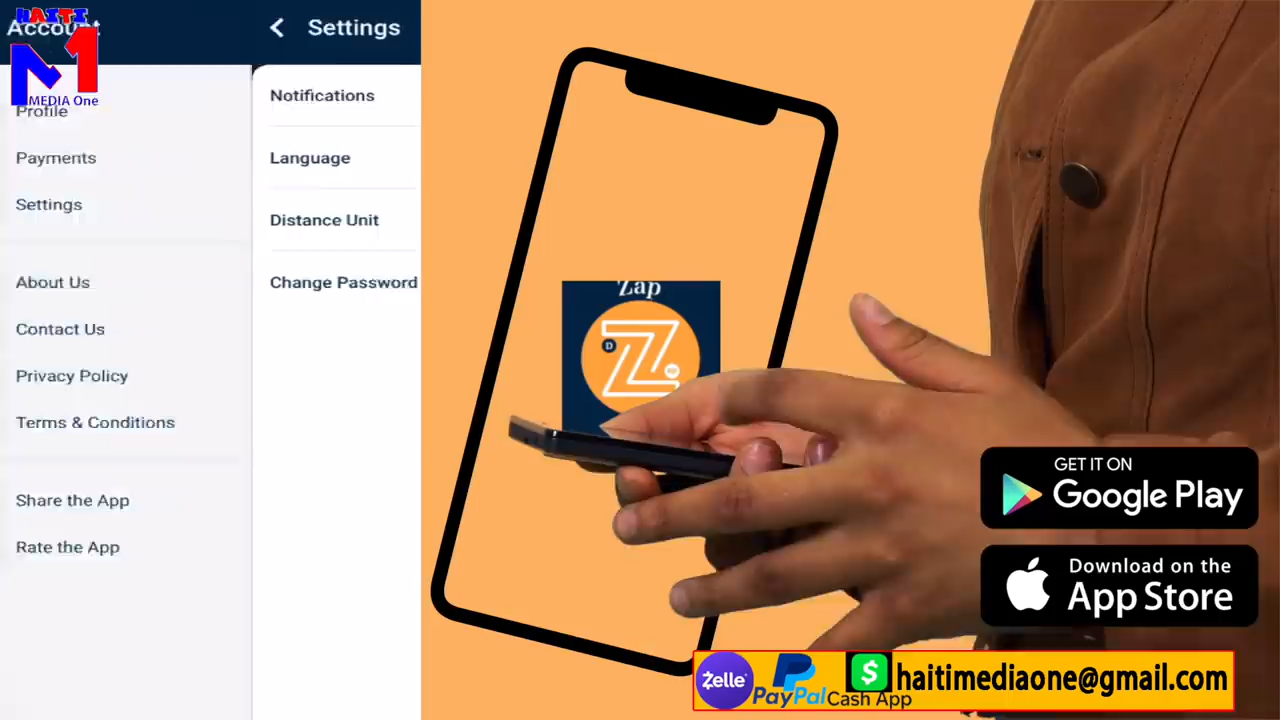 HAITI
M1
MEDIA One
Account
Profile
Payments
Settings
About Us
Contact Us
Privacy Policy
Terms & Conditions
Share the App
Rate the App
Settings
Notifications
Language
Distance Unit
Change Password
Zap
D
Z
GET IT ON
Google Play
Download on the
App Store
Zelle
PayPal
$
Cash App
haitimediaone@gmail.com